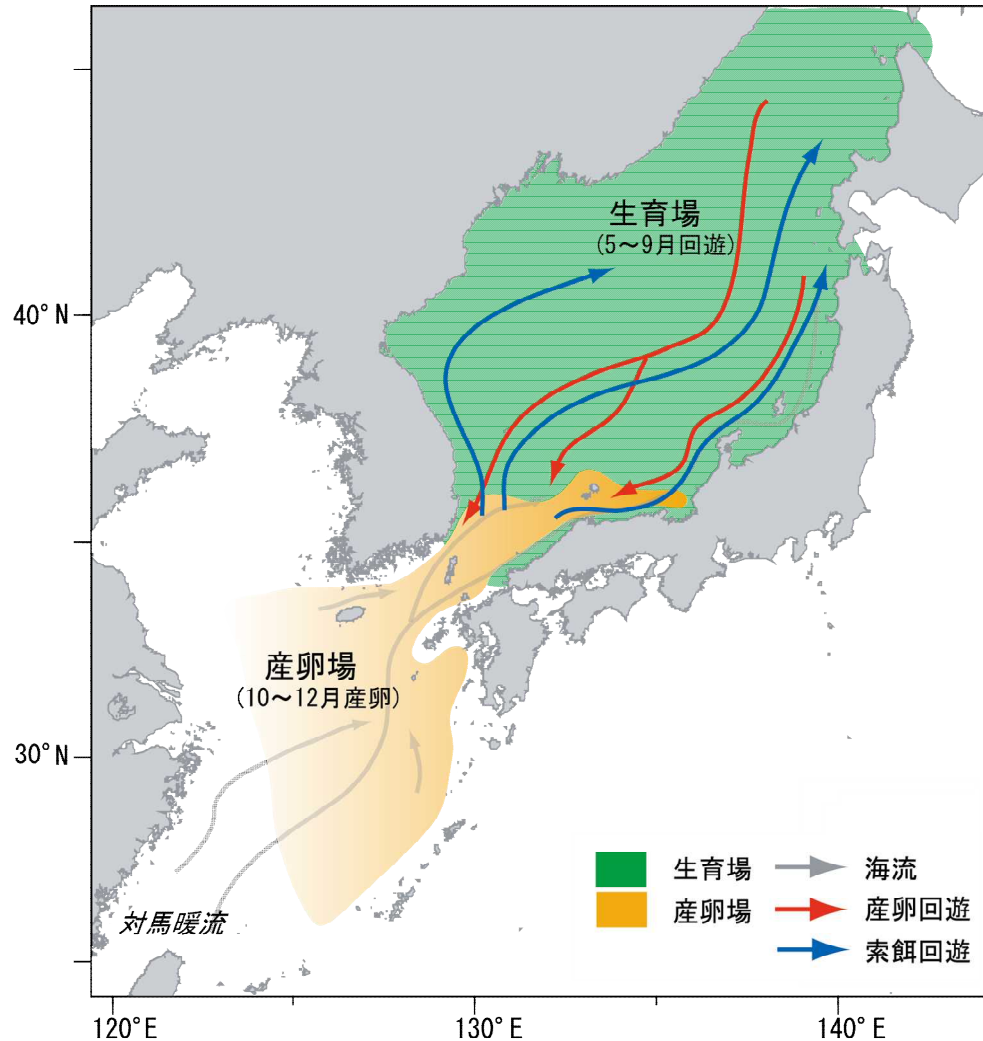 生育場
(5～9月回遊)
40°N
産卵場
(10～12月産卵)
30°N
対馬暖流
生育場
海流
産卵場
産卵回遊
索餌回遊
120°E
130°E
140°E